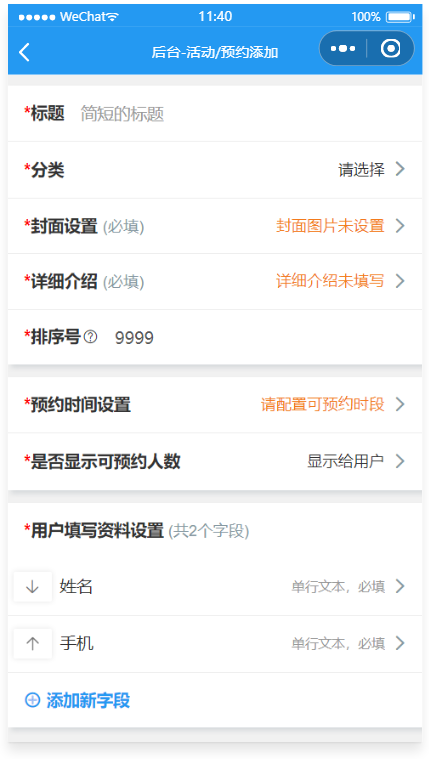 WeChat 11:40 100%
后台-活动/预约添加
*标题 简短的标题
*分类 请选择
*封面设置 (必填) 封面图片未设置
*详细介绍 (必填) 详细介绍未填写
*排序号? 9999
*预约时间设置 请配置可预约时段
*是否显示可预约人数 显示给用户
*用户填写资料设置 (共2个字段)
姓名 单行文本，必填
手机 单行文本，必填
添加新字段